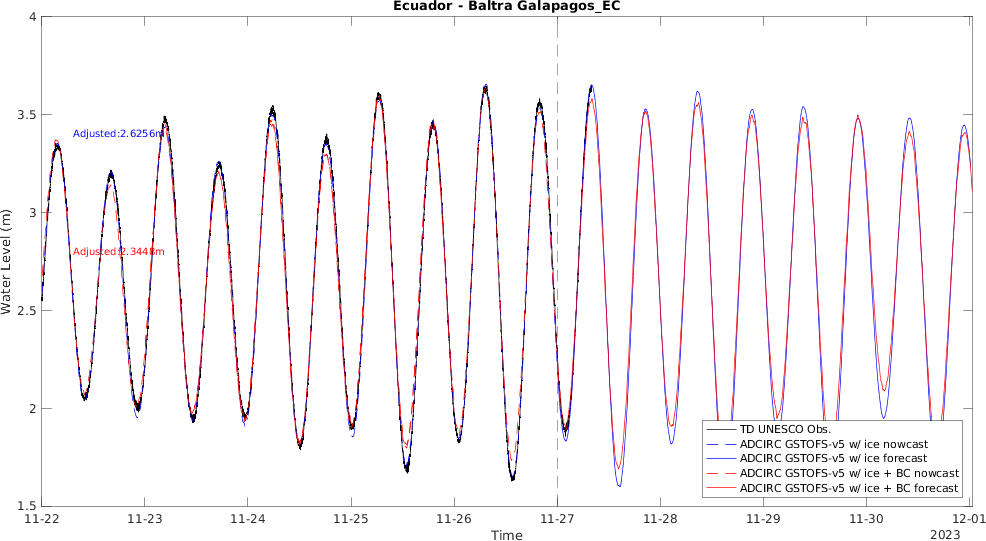 Ecuador - Baltra Galapagos_EC
Water Level (m)
4
3.5
3
2.5
2
1.5
Adjusted:2.6256m
Adjusted:2.3448m
TD UNESCO Obs.
ADCIRC GSTOFS-v5 w/ ice nowcast
ADCIRC GSTOFS-v5 w/ ice forecast
ADCIRC GSTOFS-v5 w/ ice + BC nowcast
ADCIRC GSTOFS-v5 w/ ice + BC forecast
11-22 11-23 11-24 11-25 11-26 11-27 11-28 11-29 11-30 12-01
Time
2023